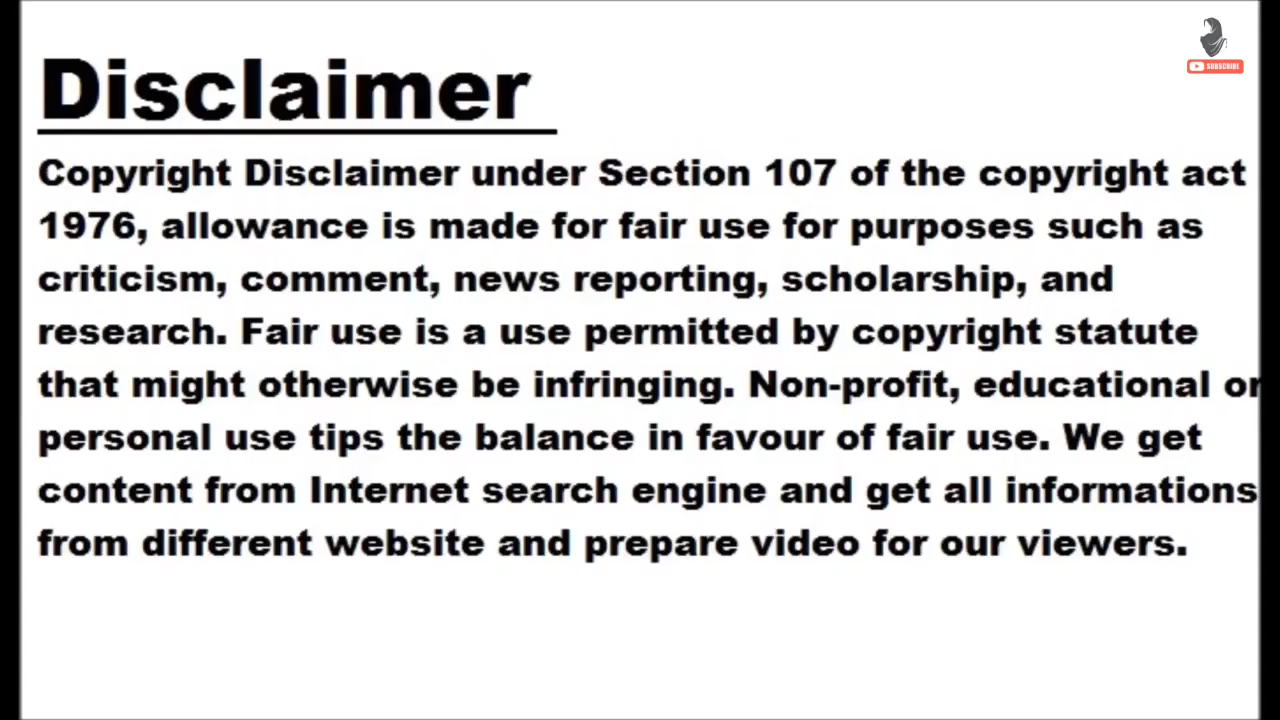 SUBSCRIBE
Disclaimer
Copyright Disclaimer under Section 107 of the copyright act
1976, allowance is made for fair use for purposes such as
criticism, comment, news reporting, scholarship, and
research. Fair use is a use permitted by copyright statute
that might otherwise be infringing. Non-profit, educational or
personal use tips the balance in favour of fair use. We get
content from Internet search engine and get all informations
from different website and prepare video for our viewers.